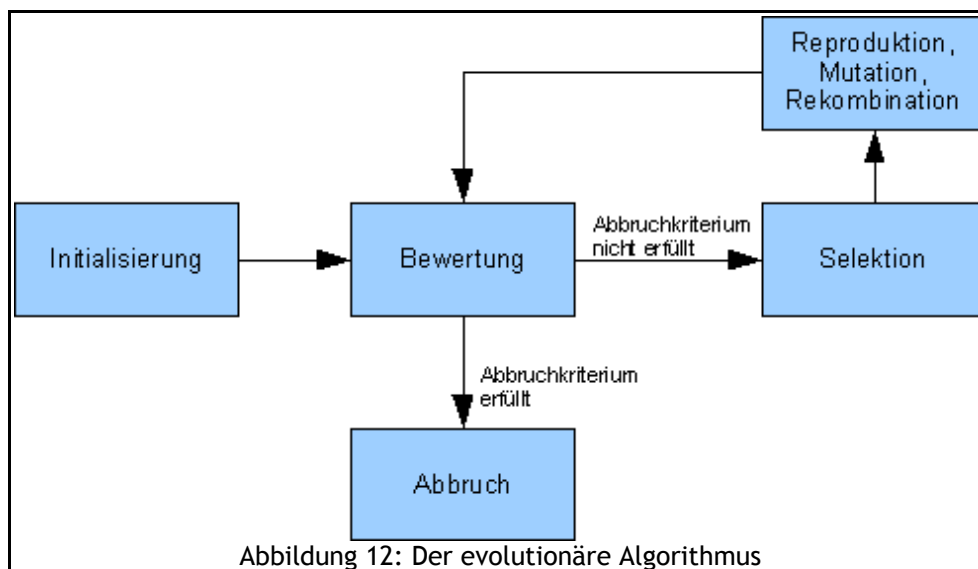 Reproduktion,
Mutation,
Rekombination
Initialisierung
Bewertung
Abbruchkriterium
nicht erfüllt
Selektion
Abbruchkriterium
erfüllt
Abbruch
Abbildung 12: Der evolutionäre Algorithmus